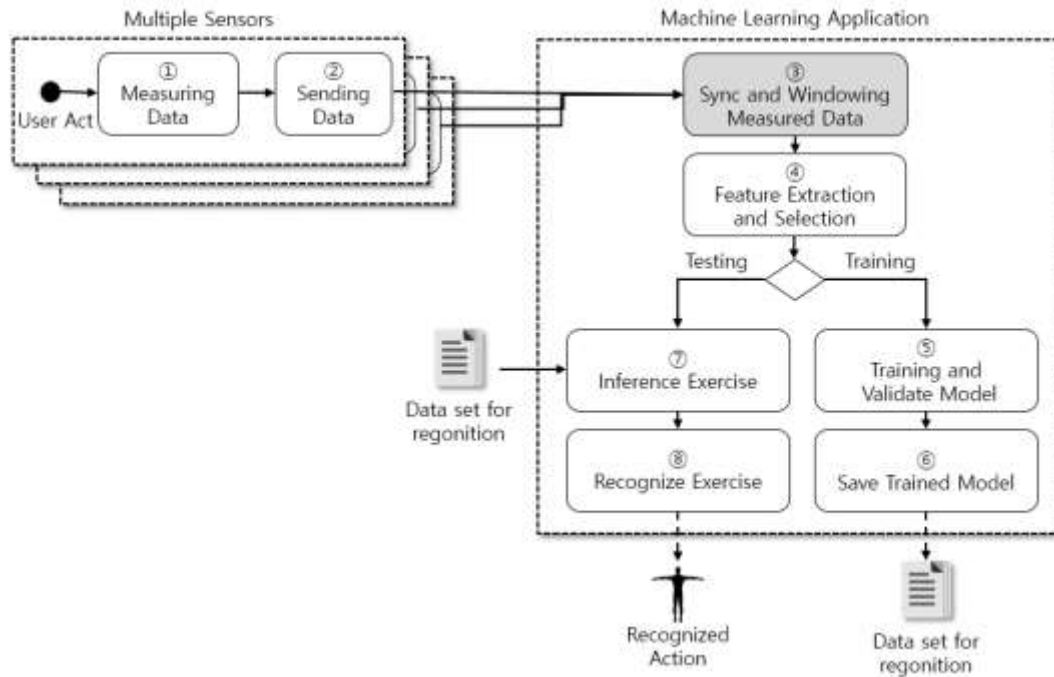 Multiple Sensors
Machine Learning Application
User Act
①
Measuring
Data
②
Sending
Data
③
Sync and Windowing
Measured Data
④
Feature Extraction
and Selection
Testing
Training
⑦
Inference Exercise
⑤
Training and
Validate Model
Data set for
regonition
⑧
Recognize Exercise
⑥
Save Trained Model
Recognized
Action
Data set for
regonition